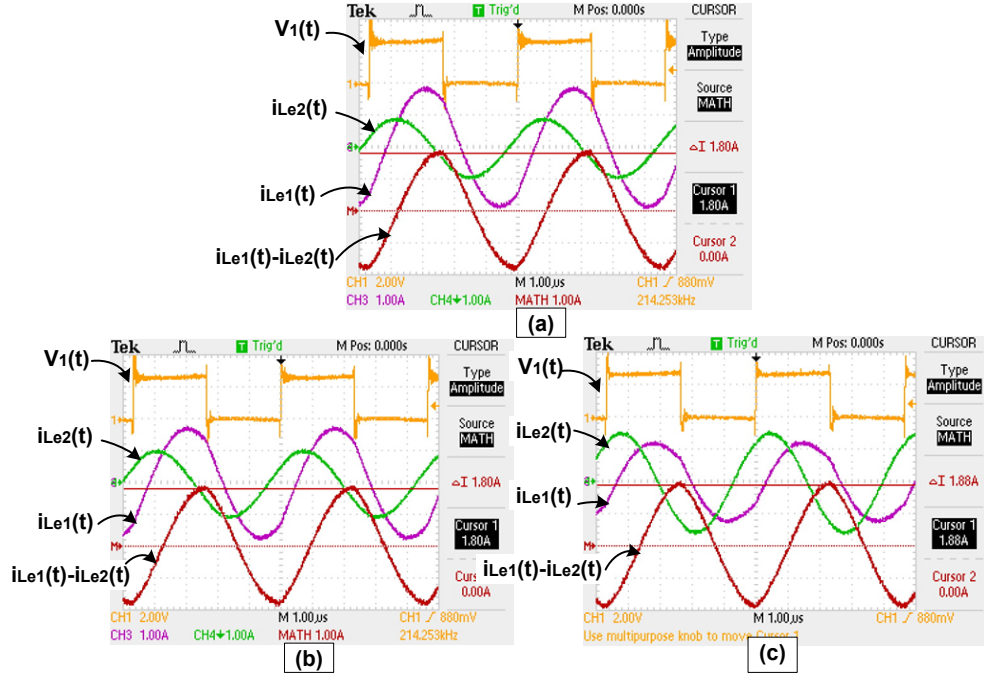 Tek Trig'd M Pos: 0.000s CURSOR
V1(t)
Type
Amplitude
1
Source
MATH
iLe2(t)
ΔI 1.80A
iLe1(t)
Cursor 1
1.80A
M
iLe1(t)-iLe2(t)
Cursor 2
0.00A
CH1 2.00V M 1.00µs CH1 / 880mV
CH3 1.00A CH4 1.00A MATH 1.00A 214.253kHz
(a)
Tek Trig'd M Pos: 0.000s CURSOR
V1(t)
Type
Amplitude
1
Source
MATH
iLe2(t)
ΔI 1.80A
iLe1(t)
Cursor 1
1.80A
M
iLe1(t)-iLe2(t)
0.00A
CH1 2.00V M 1.00µs CH1 / 880mV
CH3 1.00A CH4 1.00A MATH 1.00A 214.253kHz
(b)
Tek Trig'd M Pos: 0.000s CURSOR
V1(t)
Type
Amplitude
1
Source
MATH
iLe2(t)
ΔI 1.88A
iLe1(t)
Cursor 1
1.88A
M
iLe1(t)-iLe2(t)
Cursor 2
0.00A
CH1 2.00V M 1.00µs CH1 / 880mV
Use multipurpose knob to move Cursor 1
(c)